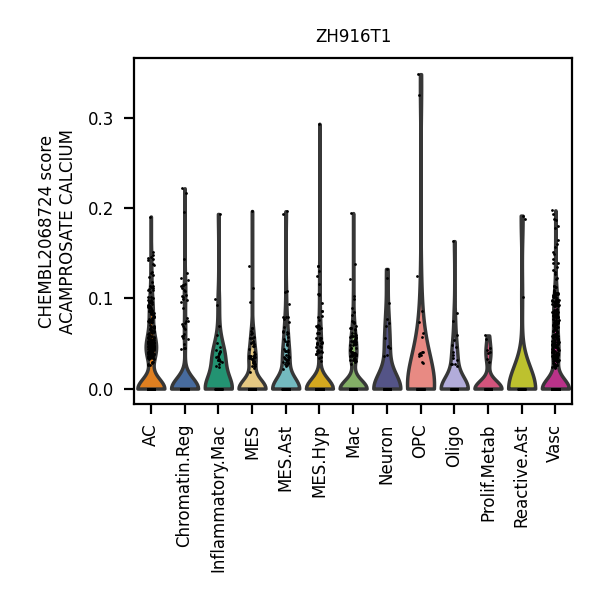 ZH916T1
CHEMBL2068724 score
ACAMPROSATE CALCIUM
0.3
0.2
0.1
0.0
AC
Chromatin.Reg
Inflammatory.Mac
MES
MES.Ast
MES.Hyp
Mac
Neuron
OPC
Oligo
Prolif.Metab
Reactive.Ast
Vasc